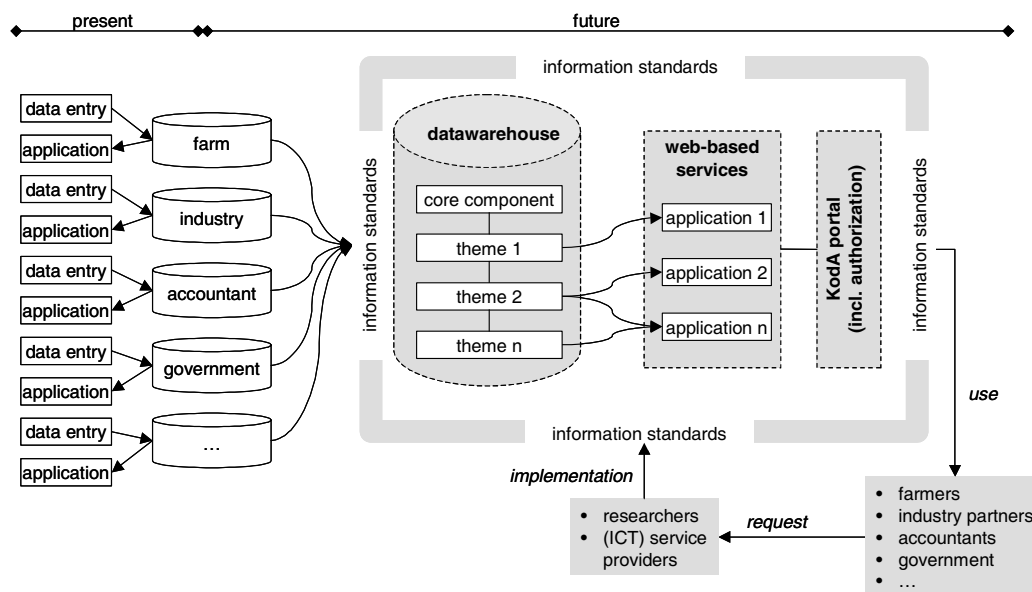 present
future
data entry
application
farm
data entry
application
industry
data entry
application
accountant
data entry
application
government
data entry
application
...
information standards
information standards
datawarehouse
core component
theme 1
theme 2
theme n
web-based
services
application 1
application 2
application n
KodA portal
(incl. authorization)
information standards
information standards
implementation
use
• researchers
• (ICT) service
providers
request
• farmers
• industry partners
• accountants
• government
• ...